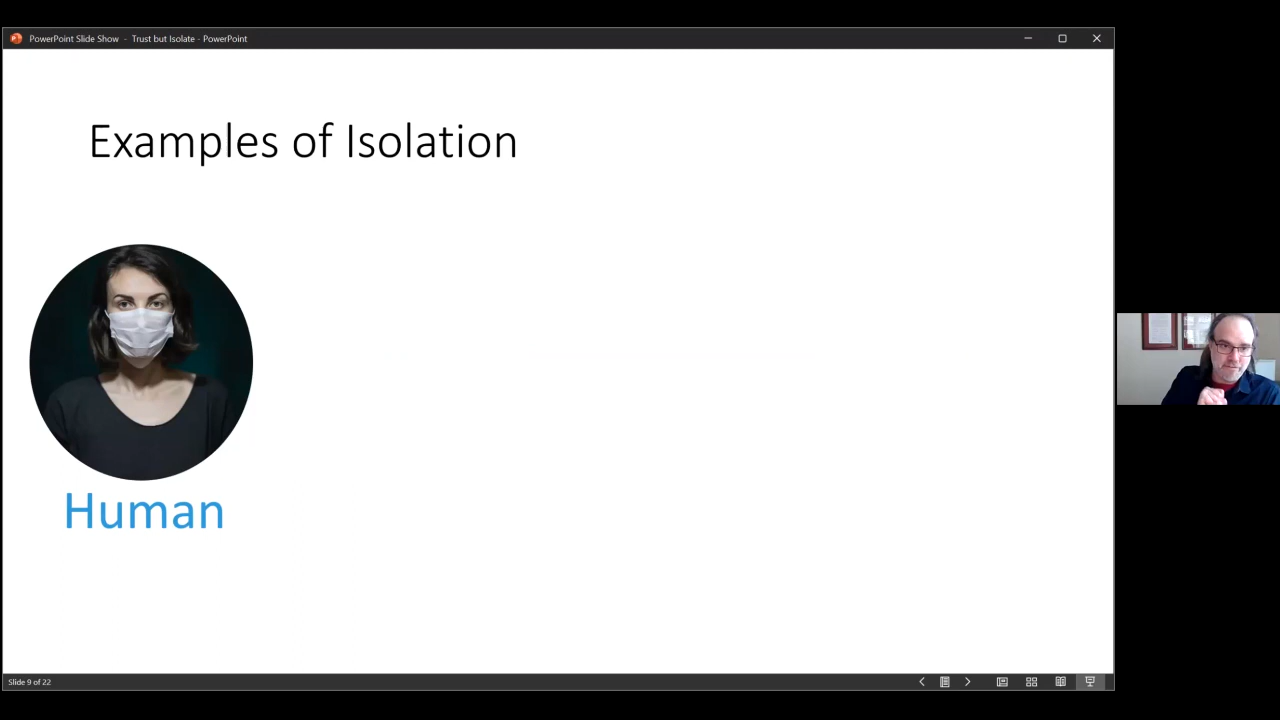 PowerPoint Slide Show - Trust but Isolate - PowerPoint
Examples of Isolation
Human
Slide 9 of 22